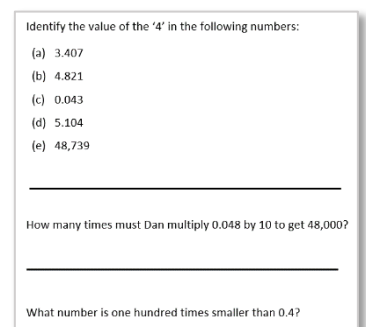 Identify the value of the ‘4’ in the following numbers:
(a) 3.407
(b) 4.821
(c) 0.043
(d) 5.104
(e) 48,739
How many times must Dan multiply 0.048 by 10 to get 48,000?
What number is one hundred times smaller than 0.4?